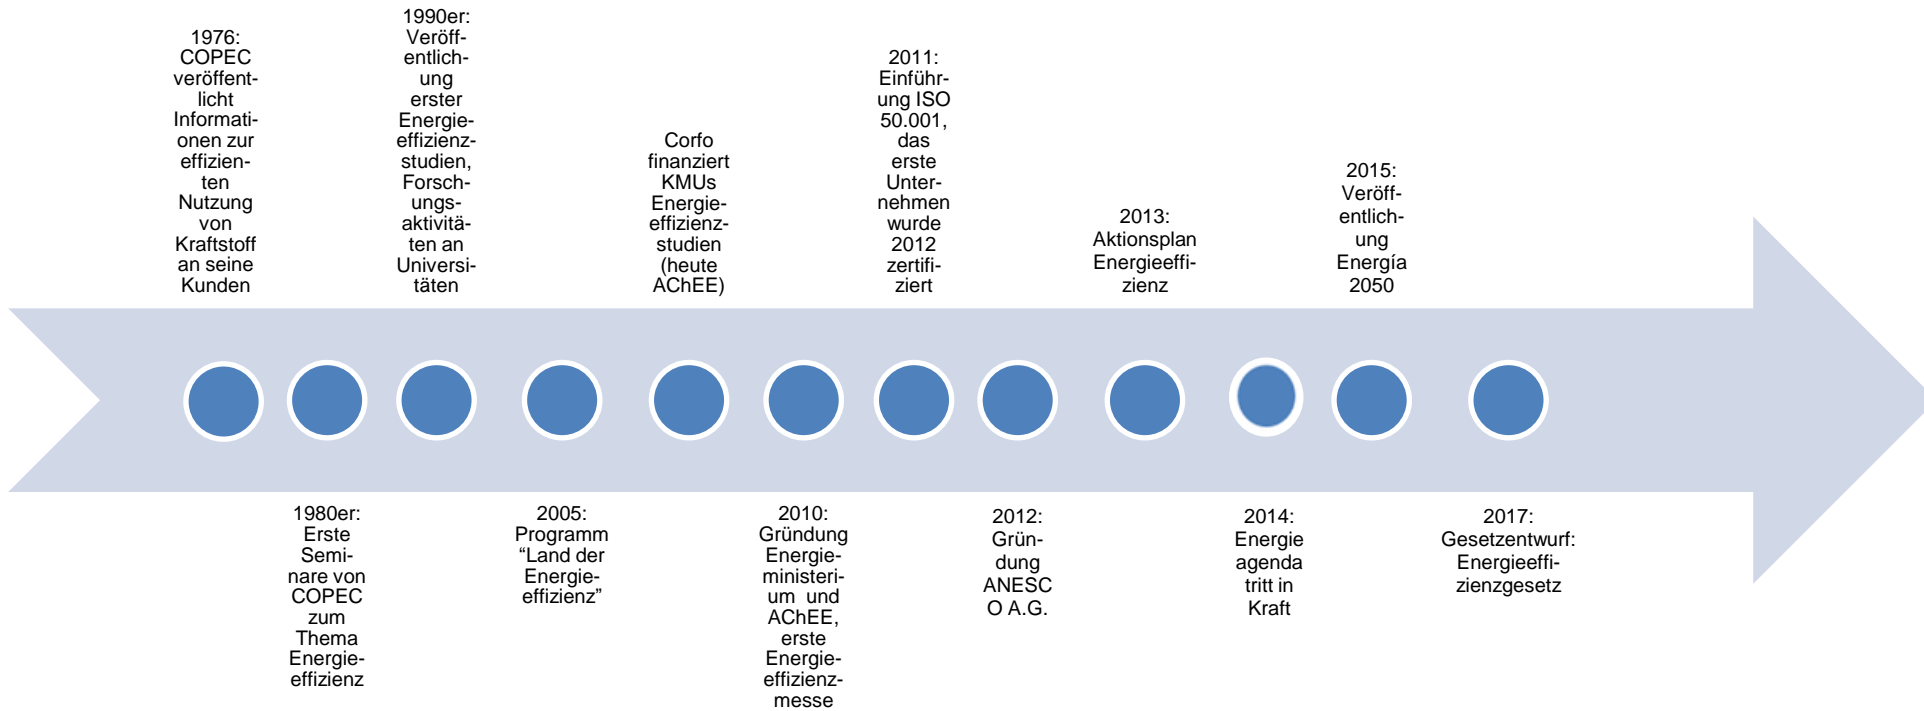 1976:
COPEC
veröffent-
licht
Informati-
onen zur
effizien-
ten
Nutzung
von
Kraftstoff
an seine
Kunden
1980er:
Erste
Semi-
nare von
COPEC
zum
Thema
Energie-
effizienz
1990er:
Veröff-
entlich-
ung
erster
Energie-
effizienz-
studien,
Forsch-
ungs-
aktivitä-
ten an
Universi-
täten
2005:
Programm
“Land der
Energie-
effizienz”
Corfo
finanziert
KMUs
Energie-
effizienz-
studien
(heute
AChEE)
2010:
Gründung
Energie-
ministeri-
um und
AChEE,
erste
Energie-
effizienz-
messe
2011:
Einführ-
ung ISO
50.001,
das
erste
Unter-
nehmen
wurde
2012
zertifi-
ziert
2012:
Grün-
dung
ANESC
O A.G.
2013:
Aktionsplan
Energieeffi-
zienz
2014:
Energie
agenda
tritt in
Kraft
2015:
Veröff-
entlich-
ung
Energía
2050
2017:
Gesetzentwurf:
Energieeffi-
zienzgesetz